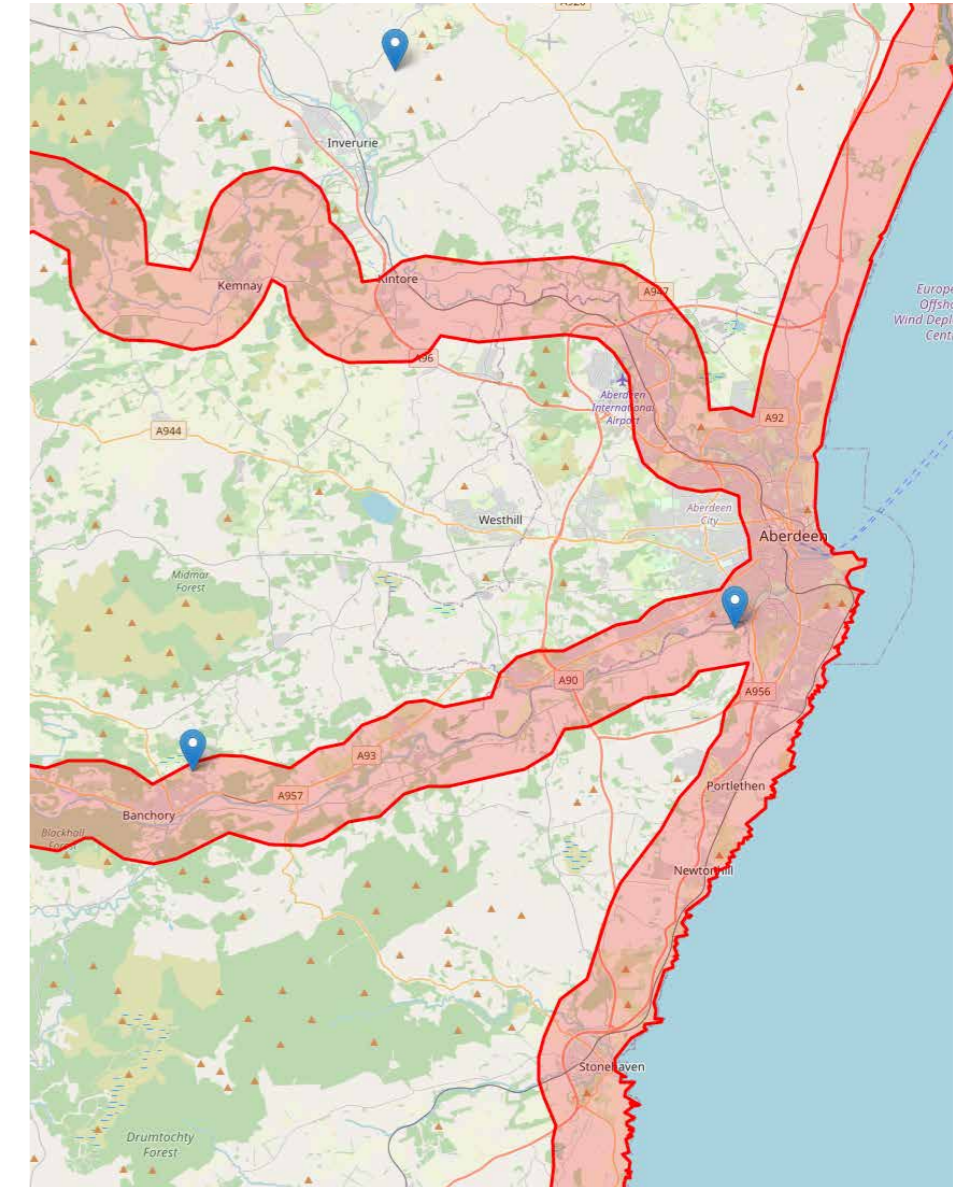 A920
Inverurie
Kemnay
Kintore
A947
Europe
Offsho
Wind Depl
Cent
A96
Aberdeen
International
Airport
A92
A944
Westhill
Aberdeen
City
Aberdeen
Midmar
Forest
A90
A956
A93
A957
Portlethen
Banchory
Blackhall
Forest
Newtonhill
Stonehaven
Drumtochty
Forest